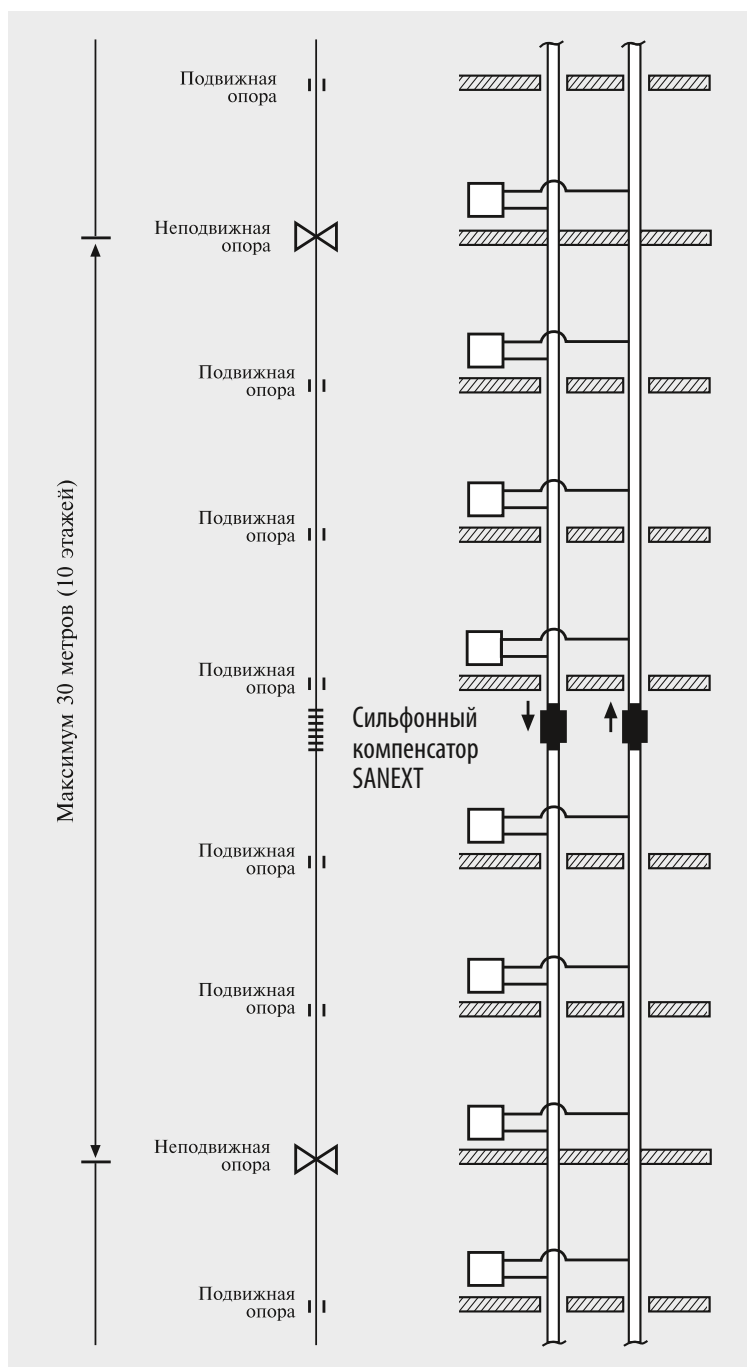 Подвижная
опора
Неподвижная
опора
Подвижная
опора
Подвижная
опора
Подвижная
опора
Максимум 30 метров (10 этажей)
Сильфонный
компенсатор
SANEXT
Подвижная
опора
Подвижная
опора
Неподвижная
опора
Подвижная
опора